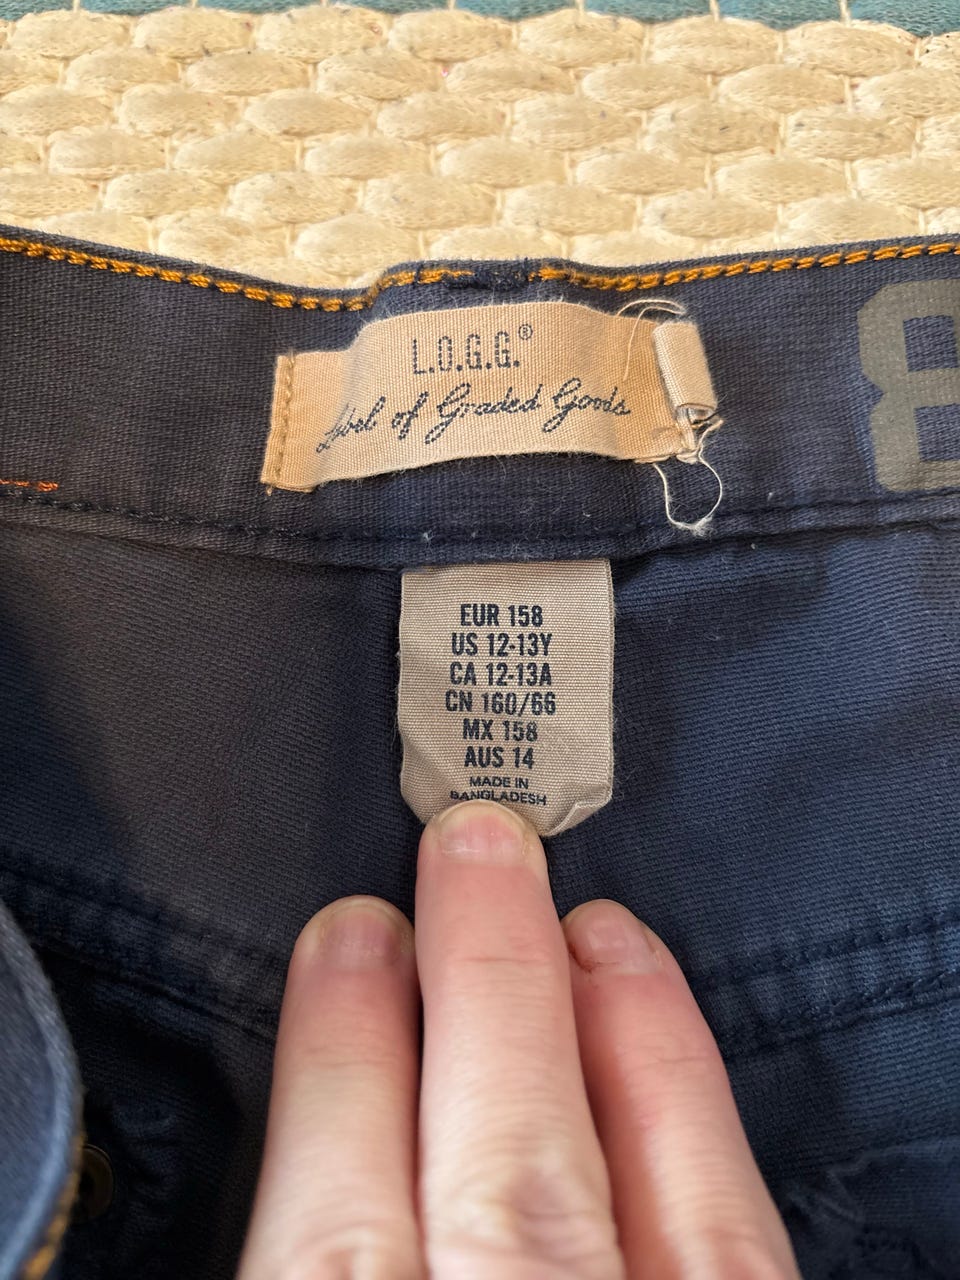 L.O.G.G.®
Label of Graded Goods
8
EUR 158
US 12-13Y
CA 12-13A
CN 160/66
MX 158
AUS 14
MADE IN
BANGLADESH